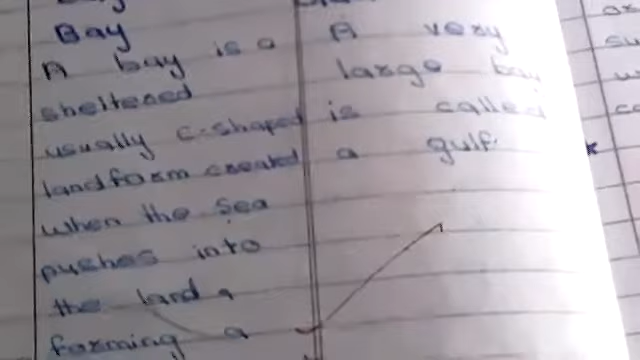 Bay
A bay is a
sheltered
usually c-shaped
landform created
when the sea
pushes into
the land,
forming a
A very
large bay
is called
a gulf.